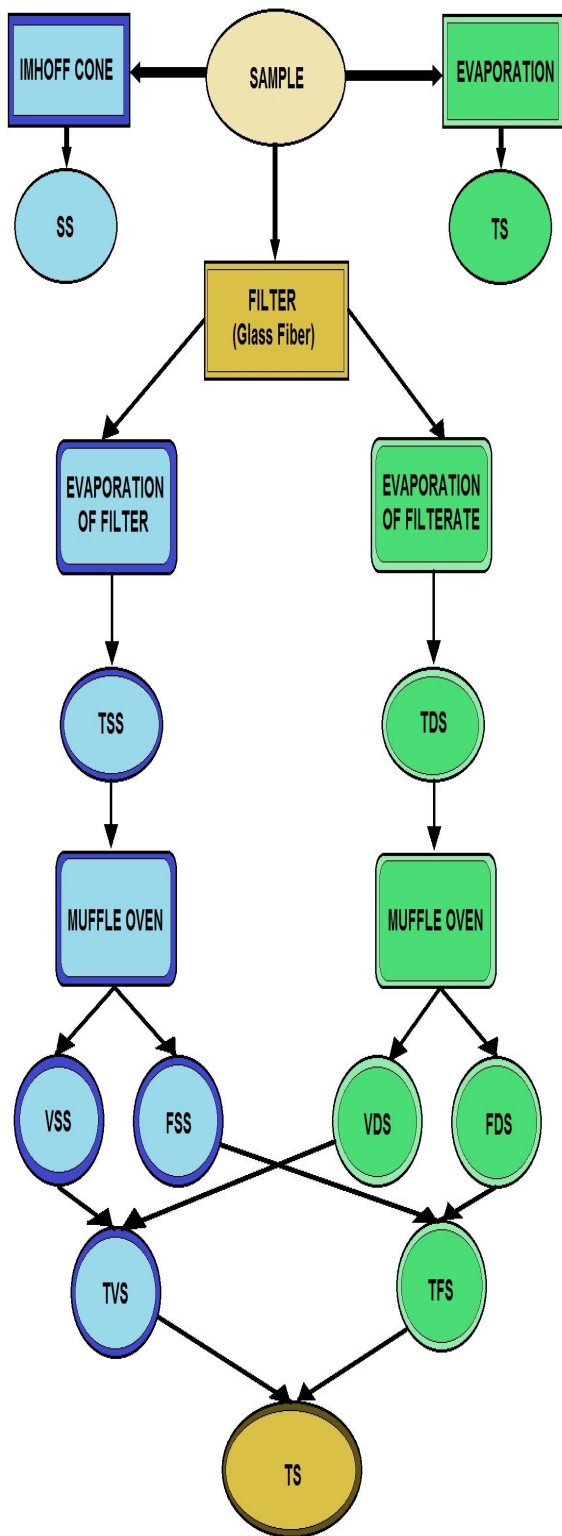 IMHOFF CONE
SAMPLE
EVAPORATION
SS
TS
FILTER
(Glass Fiber)
EVAPORATION
OF FILTER
EVAPORATION
OF FILTERATE
TSS
TDS
MUFFLE OVEN
MUFFLE OVEN
VSS
FSS
VDS
FDS
TVS
TFS
TS